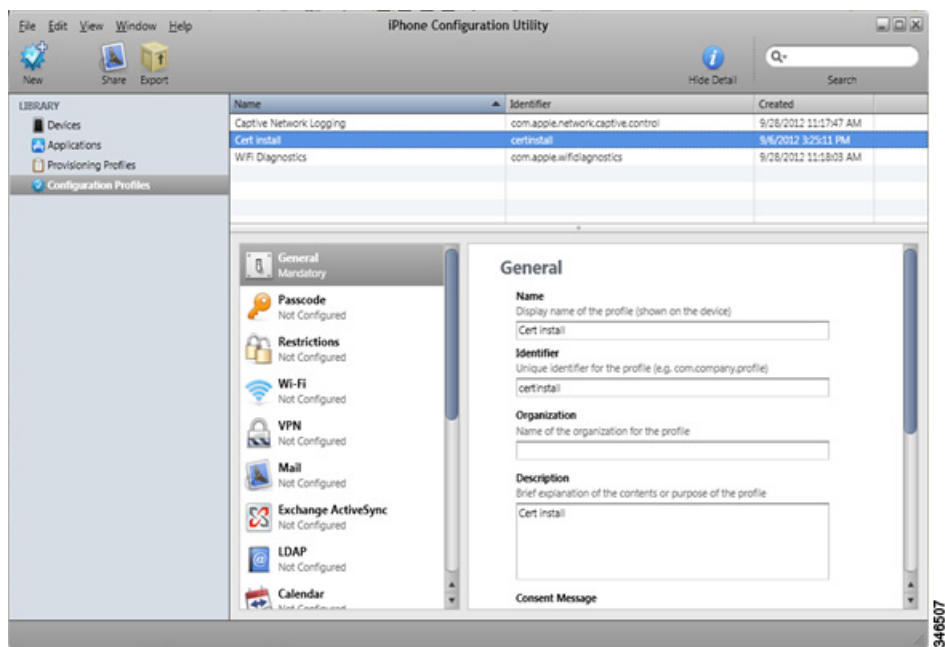 File Edit View Window Help
iPhone Configuration Utility
New
Share
Export
Hide Detail
Search
LIBRARY
Devices
Applications
Provisioning Profiles
Configuration Profiles
Name Identifier Created
Captive Network Logging com.apple.network.captive.control 9/28/2012 11:17:47 AM
Cert install certinstall 9/6/2012 3:25:11 PM
WiFi Diagnostics com.apple.wifidiagnostics 9/28/2012 11:18:03 AM
General
Mandatory
Passcode
Not Configured
Restrictions
Not Configured
Wi-Fi
Not Configured
VPN
Not Configured
Mail
Not Configured
Exchange ActiveSync
Not Configured
LDAP
Not Configured
Calendar
Not Configured
General
Name
Display name of the profile (shown on the device)
Cert install
Identifier
Unique identifier for the profile (e.g. com.company.profile)
certinstall
Organization
Name of the organization for the profile
Description
Brief explanation of the contents or purpose of the profile
Cert install
Consent Message
346507